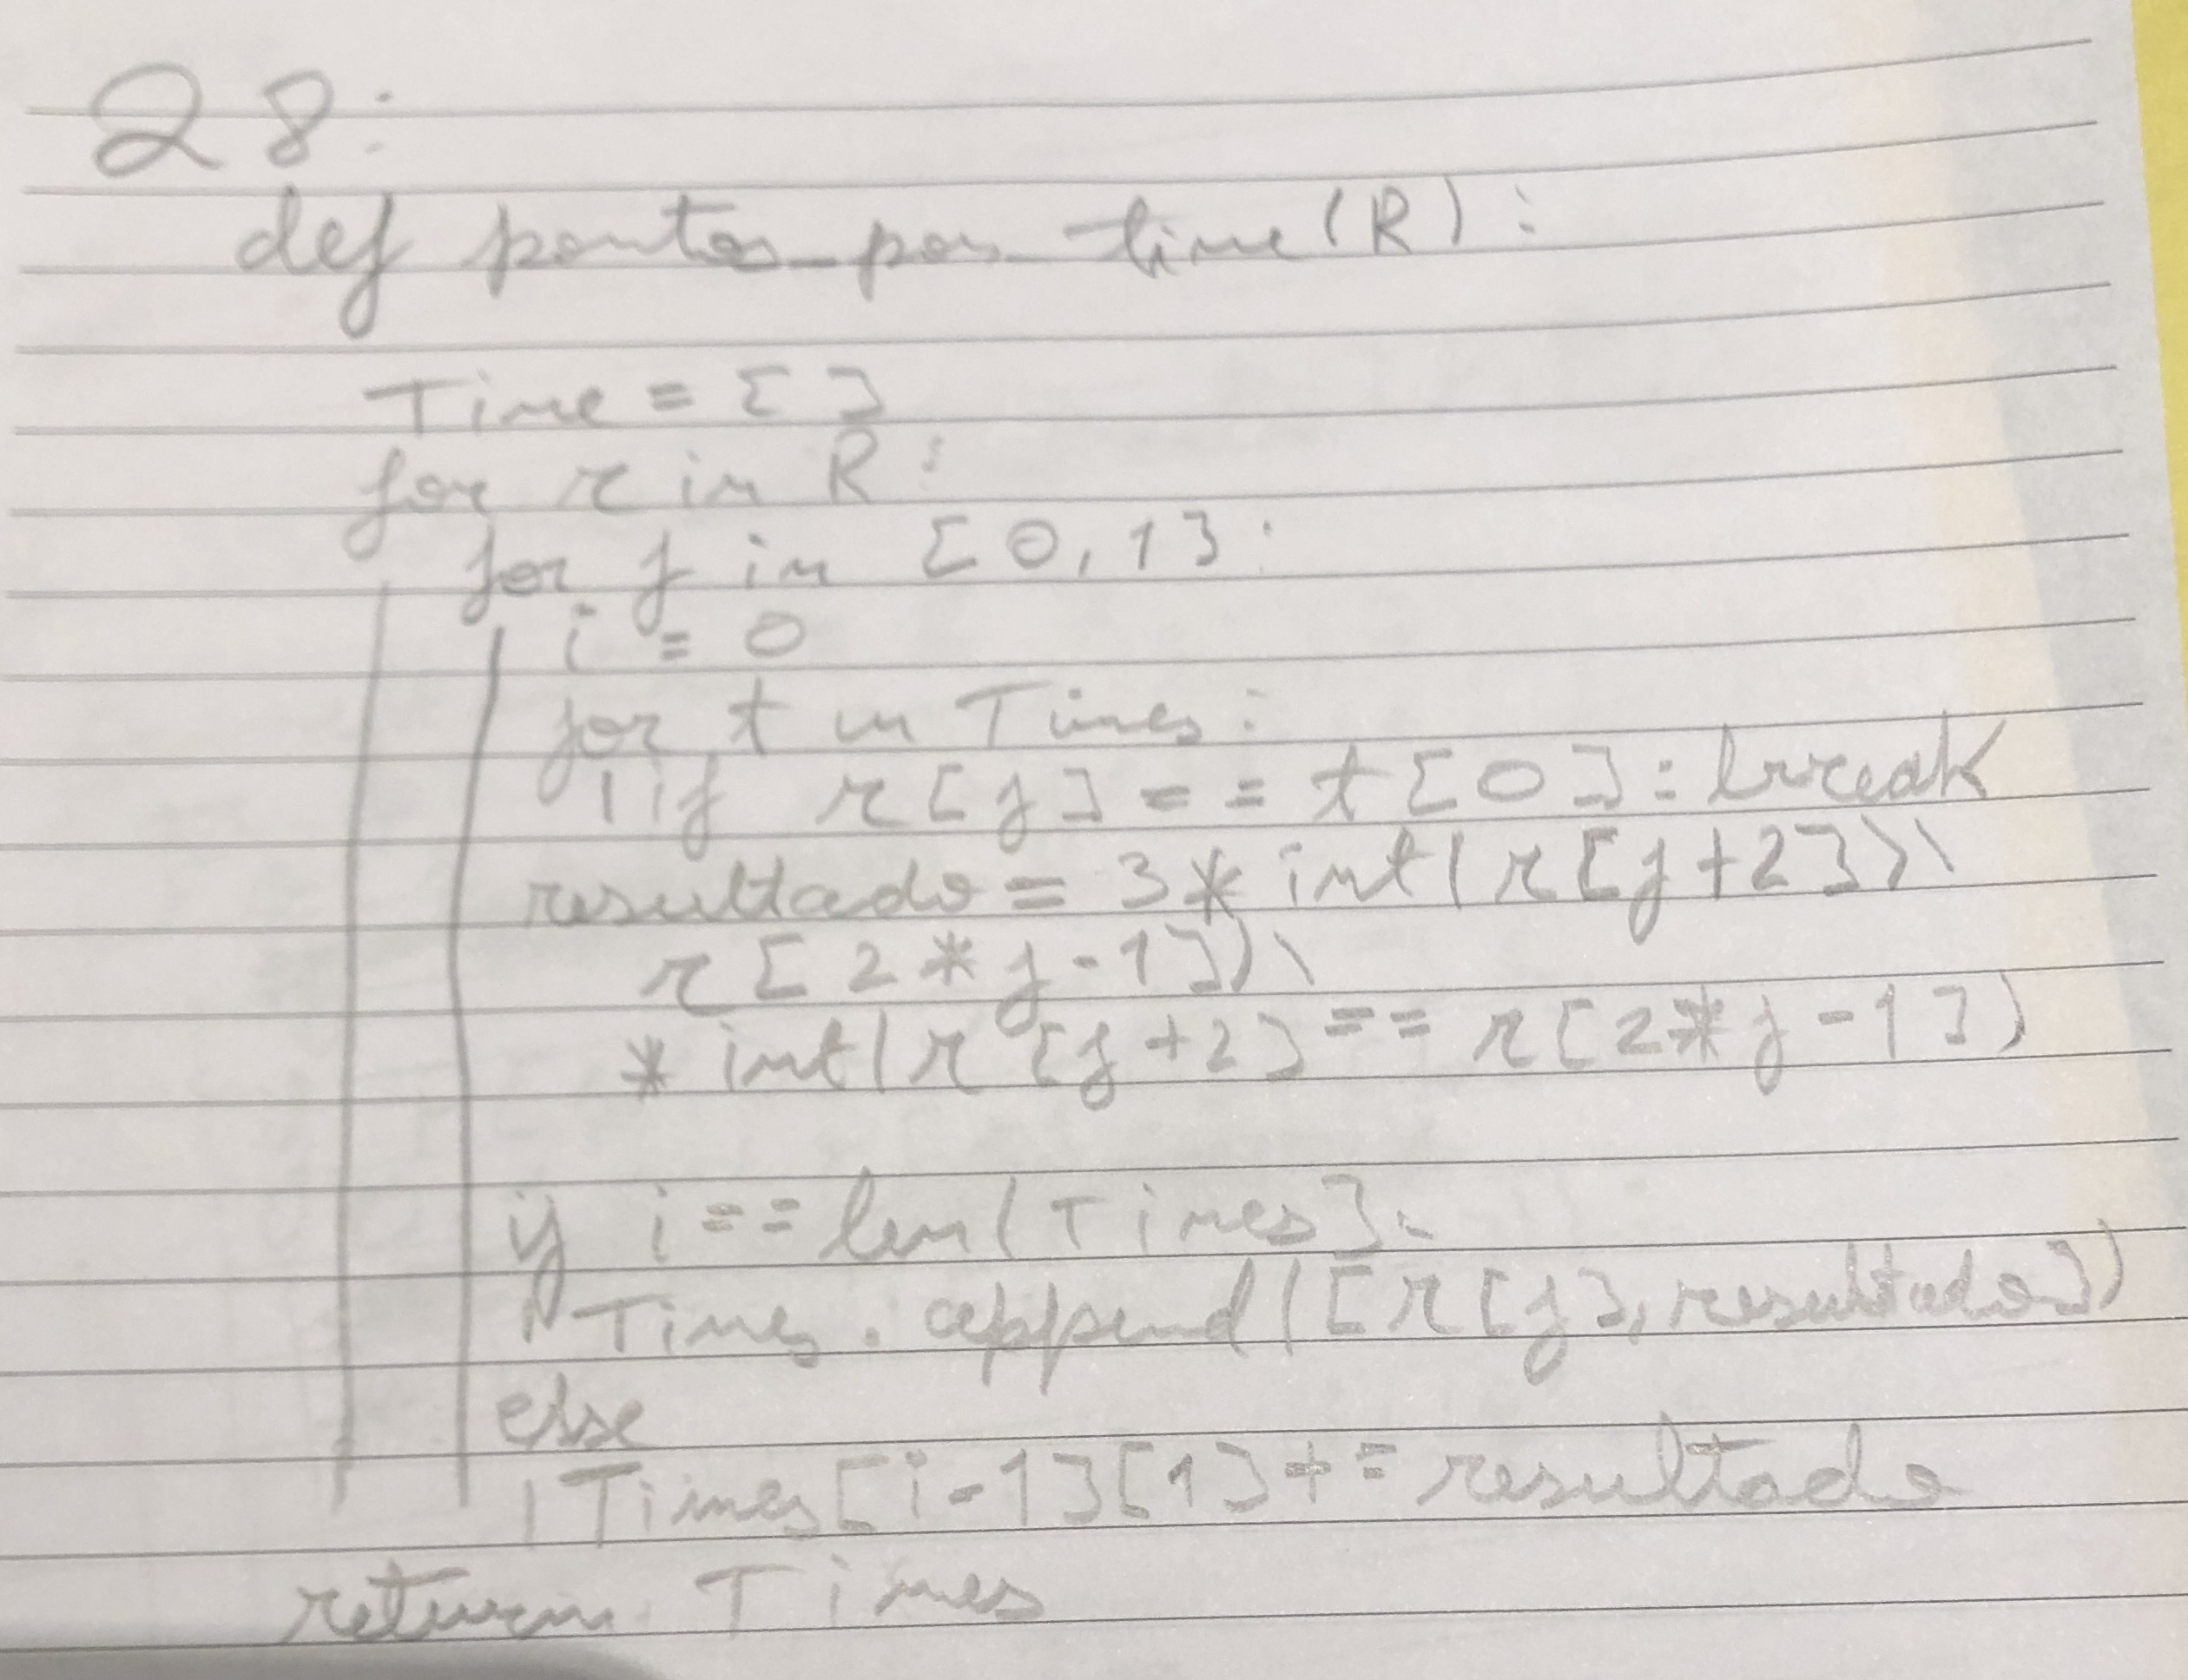 28:
def pontos_por_time(R):
Time = []
for r in R:
for j in [0,1]:
i = 0
for t in Times:
if r[j] == t[0]: break
resultado = 3* int(r[j+2])\
r[2*j-1])\
* int(r[j+2] == r[2*j-1])
if i == len(Times]:
Times.append([r[j], resultado])
else
Times[i-1][1] += resultado
return Times